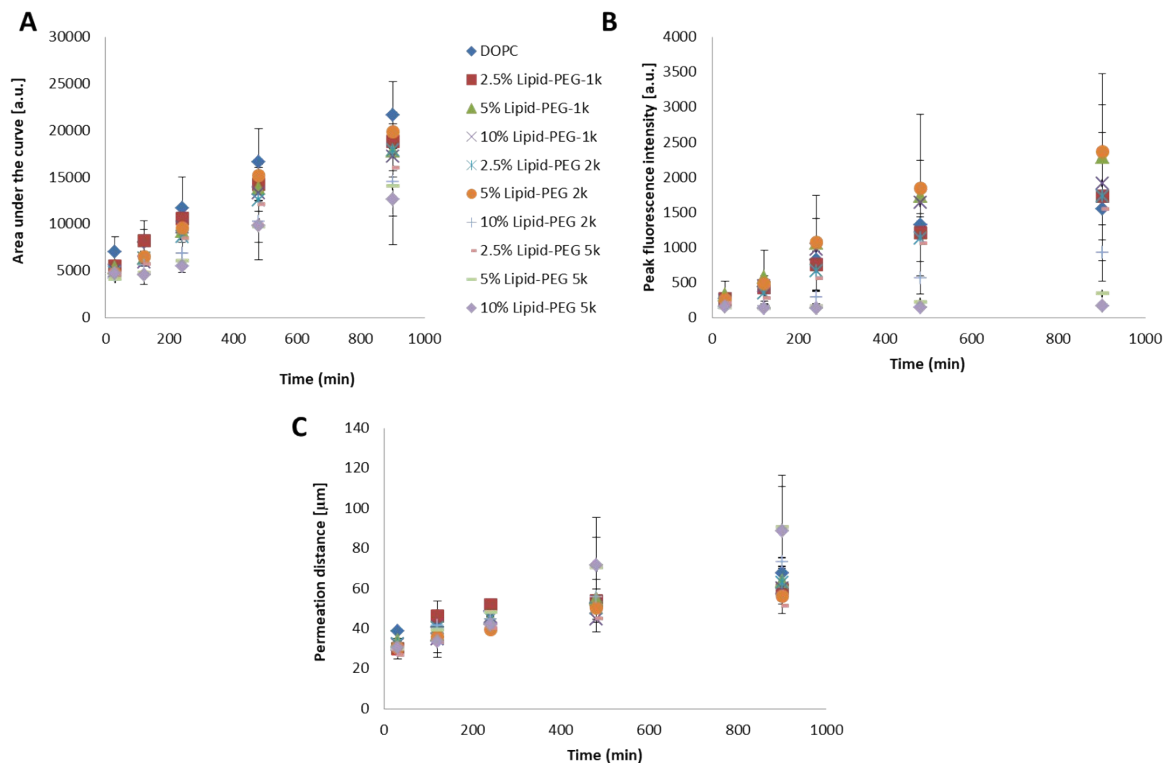 A
30000
25000
20000
15000
10000
5000
0
0 200 400 600 800 1000
Area under the curve [a.u.]
Time (min)
DOPC
2.5% Lipid-PEG-1k
5% Lipid-PEG-1k
10% Lipid-PEG-1k
2.5% Lipid-PEG 2k
5% Lipid-PEG 2k
10% Lipid-PEG 2k
2.5% Lipid-PEG 5k
5% Lipid-PEG 5k
10% Lipid-PEG 5k
B
4000
3500
3000
2500
2000
1500
1000
500
0
0 200 400 600 800 1000
Peak fluorescence intensity [a.u.]
Time (min)
C
140
120
100
80
60
40
20
0
0 200 400 600 800 1000
Permeation distance [μm]
Time (min)